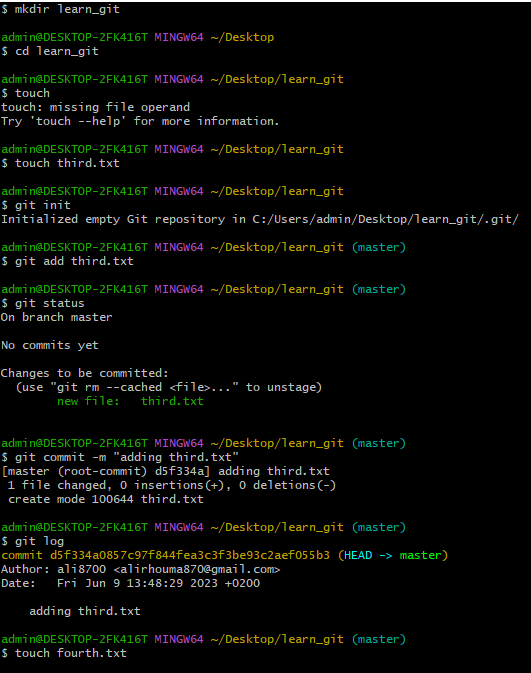 $ mkdir learn_git
admin@DESKTOP-2FK416T MINGW64 ~/Desktop
$ cd learn_git
admin@DESKTOP-2FK416T MINGW64 ~/Desktop/learn_git
$ touch
touch: missing file operand
Try 'touch --help' for more information.
admin@DESKTOP-2FK416T MINGW64 ~/Desktop/learn_git
$ touch third.txt
admin@DESKTOP-2FK416T MINGW64 ~/Desktop/learn_git
$ git init
Initialized empty Git repository in C:/Users/admin/Desktop/learn_git/.git/
admin@DESKTOP-2FK416T MINGW64 ~/Desktop/learn_git (master)
$ git add third.txt
admin@DESKTOP-2FK416T MINGW64 ~/Desktop/learn_git (master)
$ git status
On branch master
No commits yet
Changes to be committed:
  (use "git rm --cached <file>..." to unstage)
        new file:   third.txt
admin@DESKTOP-2FK416T MINGW64 ~/Desktop/learn_git (master)
$ git commit -m "adding third.txt"
[master (root-commit) d5f334a] adding third.txt
 1 file changed, 0 insertions(+), 0 deletions(-)
 create mode 100644 third.txt
admin@DESKTOP-2FK416T MINGW64 ~/Desktop/learn_git (master)
$ git log
commit d5f334a0857c97f844fea3c3f3be93c2aef055b3 (HEAD -> master)
Author: ali8700 <alirhouma870@gmail.com>
Date:   Fri Jun 9 13:48:29 2023 +0200
    adding third.txt
admin@DESKTOP-2FK416T MINGW64 ~/Desktop/learn_git (master)
$ touch fourth.txt